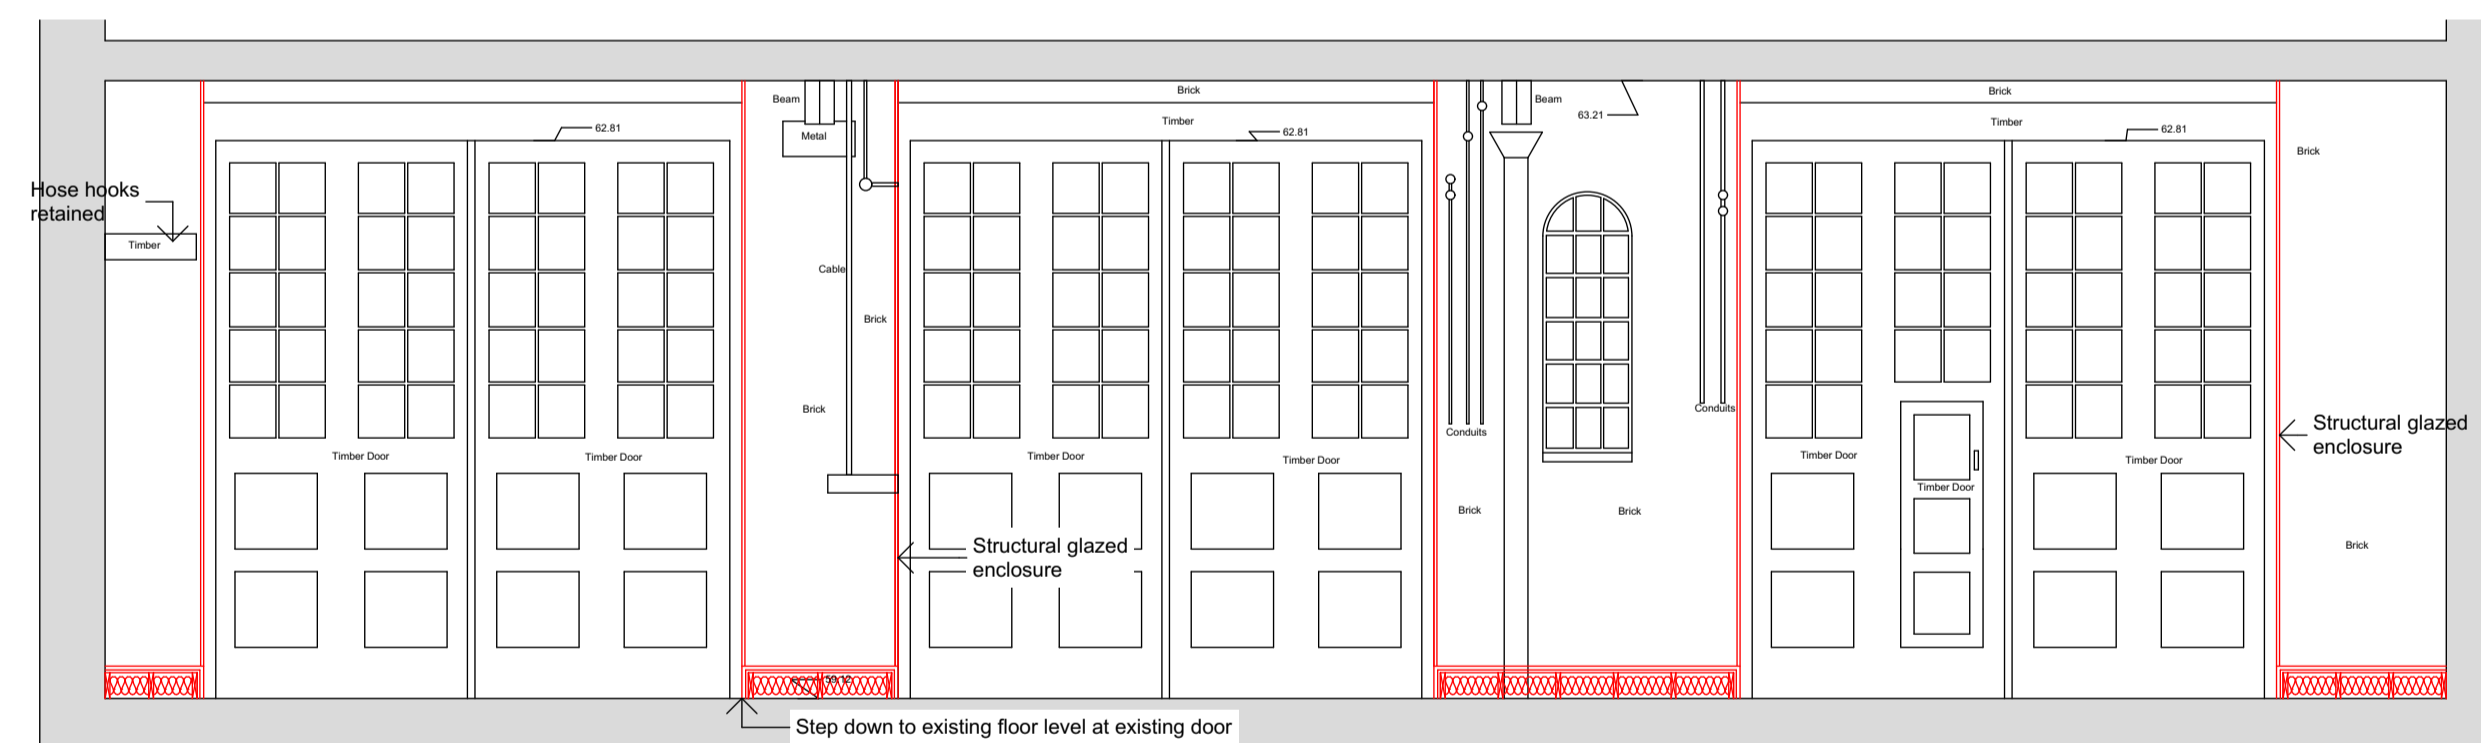 Brick
Brick
Beam
Beam
63.21
Timber
Timber
62.81
62.81
62.81
Metal
Brick
Hose hooks
retained
Timber
Cable
Brick
Brick
Conduits
Conduits
Structural glazed
enclosure
Timber Door
Timber Door
Timber Door
Timber Door
Timber Door
Timber Door
Timber Door
Brick
Brick
Structural glazed
enclosure
Brick
59.12
Step down to existing floor level at existing door